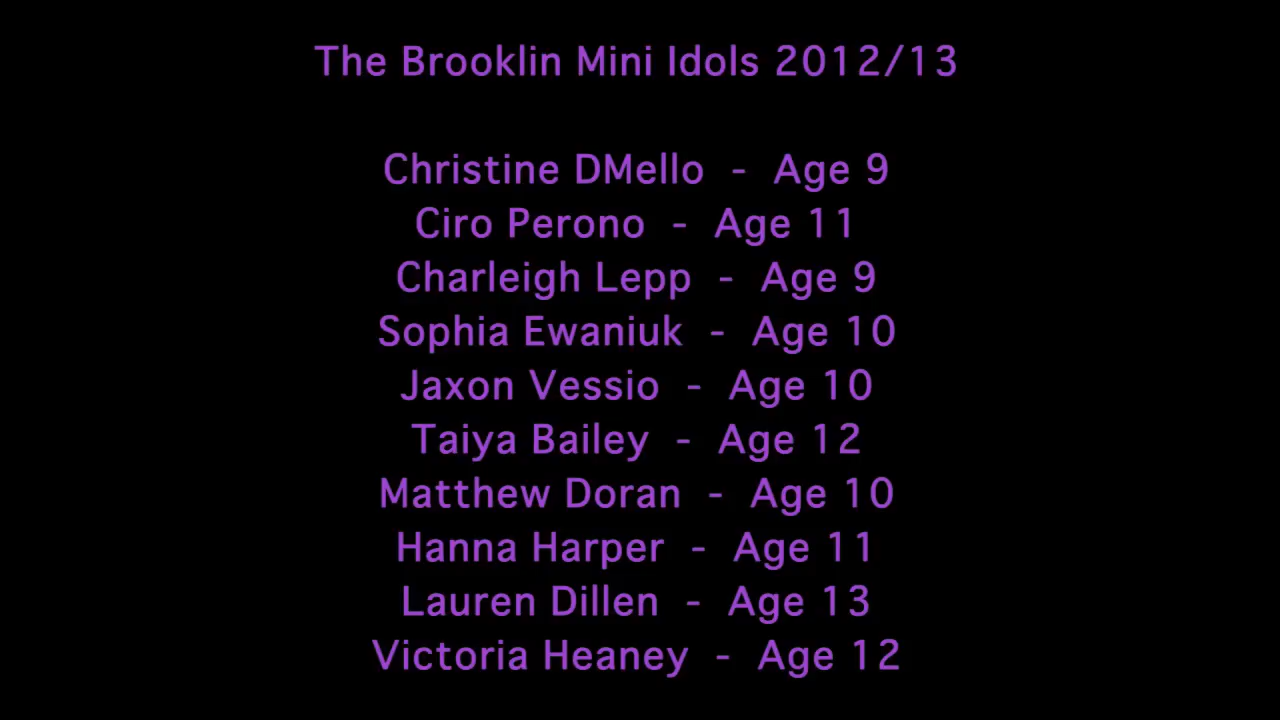 The Brooklin Mini Idols 2012/13
Christine DMello - Age 9
Ciro Perono - Age 11
Charleigh Lepp - Age 9
Sophia Ewaniuk - Age 10
Jaxon Vessio - Age 10
Taiya Bailey - Age 12
Matthew Doran - Age 10
Hanna Harper - Age 11
Lauren Dillen - Age 13
Victoria Heaney - Age 12